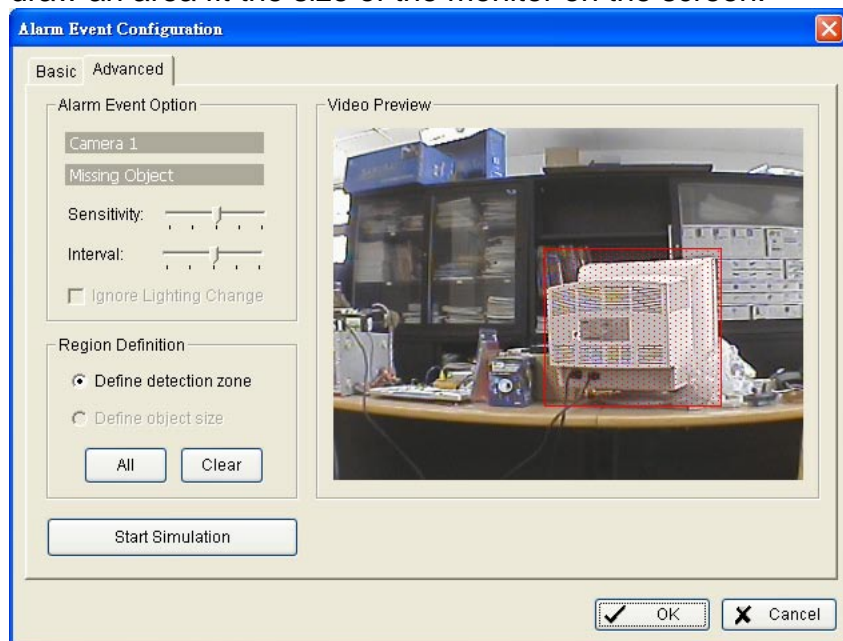 draw an area fit the size of the monitor on the screen.
Alarm Event Configuration
Basic Advanced
Alarm Event Option
Camera 1
Missing Object
Sensitivity:
Interval:
Ignore Lighting Change
Region Definition
Define detection zone
Define object size
All Clear
Start Simulation
Video Preview
OK Cancel